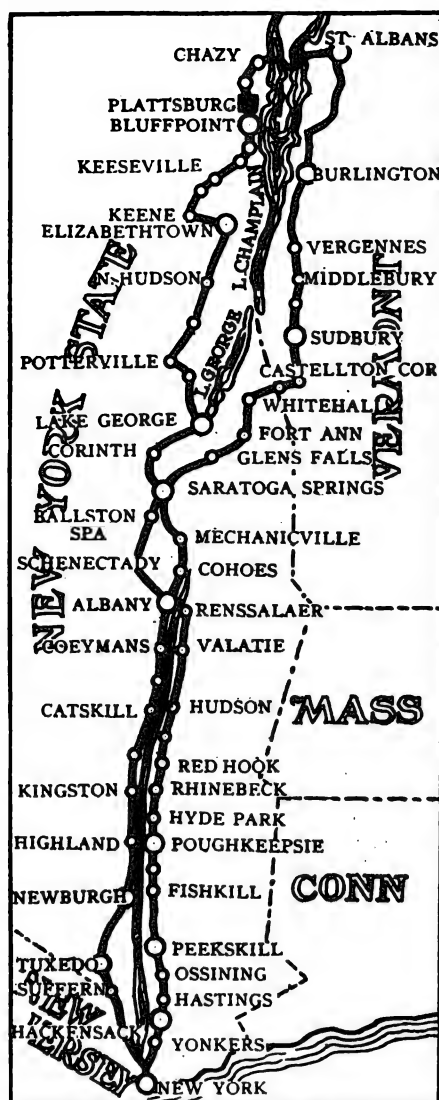 ST. ALBANS
CHAZY
PLATTSBURG
BLUFFPOINT
KEESEVILLE
BURLINGTON
L. CHAMPLAIN
KEENE
ELIZABETHTOWN
VERGENNES
N. HUDSON
MIDDLEBURY
NEW YORK STATE
VERMONT
L. GEORGE
SUDBURY
POTTERVILLE
CASTELLTON COR
WHITEHALL
LAKE GEORGE
FORT ANN
CORINTH
GLENS FALLS
SARATOGA SPRINGS
BALLSTON
SPA
MECHANICVILLE
SCHENECTADY
COHOES
ALBANY
RENSSALAER
COEYMANS
VALATIE
CATSKILL
HUDSON
MASS
RED HOOK
KINGSTON
RHINEBECK
HYDE PARK
HIGHLAND
POUGHKEEPSIE
CONN
NEWBURGH
FISHKILL
PEEKSKILL
TUXEDO
OSSINING
SUFFERN
NEW JERSEY
HASTINGS
HACKENSACK
YONKERS
NEW YORK